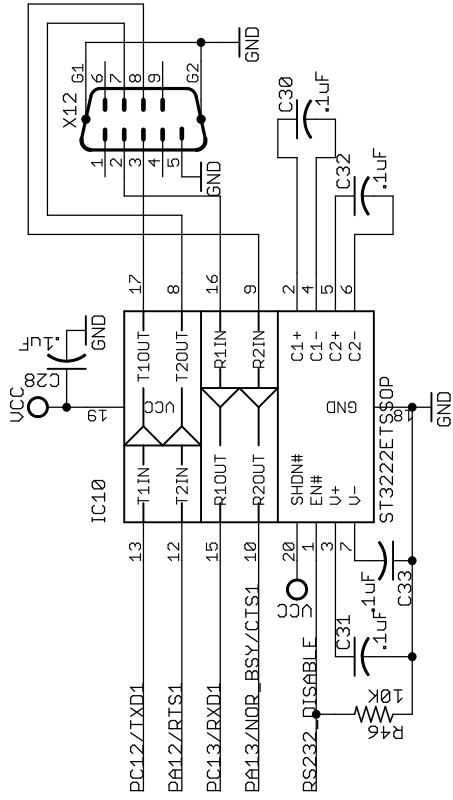 X12
G1
6
7
8
9
G2
1
2
3
4
5
GND
GND
C30
.1uF
C32
.1uF
17
8
16
9
2
4
5
6
VCC
C28
.1uF
GND
19
IC10
T1OUT
T2OUT
R1IN
R2IN
C1+
C1-
C2+
C2-
VCC
GND
T1IN
T2IN
R1OUT
R2OUT
SHDN#
EN#
V+
V-
ST3222ETSSOP
18
GND
13
12
15
10
20
1
3
7
VCC
C33
.1uF
C31
.1uF
R46
10K
PC12/TXD1
PA12/RTS1
PC13/RXD1
PA13/NOR_BSY/CTS1
RS232_DISABLE